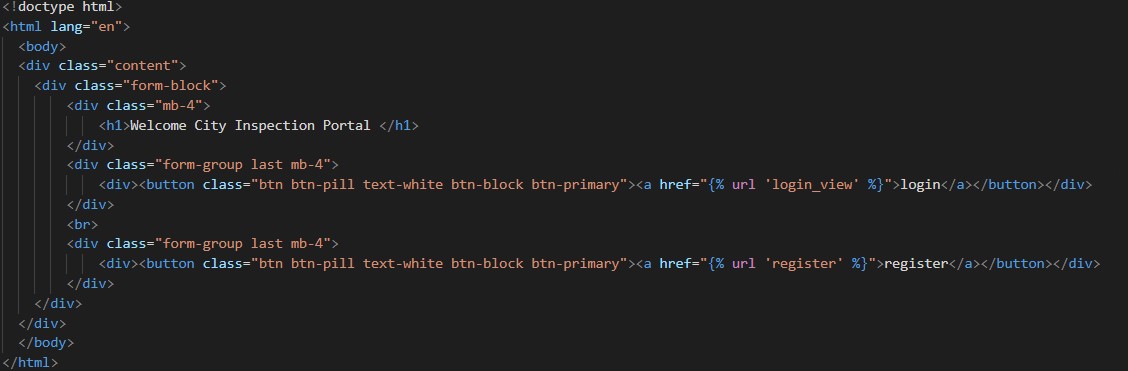 <!doctype html>
<html lang="en">
<body>
<div class="content">
<div class="form-block">
<div class="mb-4">
<h1>Welcome City Inspection Portal </h1>
</div>
<div class="form-group last mb-4">
<div><button class="btn btn-pill text-white btn-block btn-primary"><a href="{% url 'login_view' %}">login</a></button></div>
</div>
<br>
<div class="form-group last mb-4">
<div><button class="btn btn-pill text-white btn-block btn-primary"><a href="{% url 'register' %}">register</a></button></div>
</div>
</div>
</div>
</body>
</html>